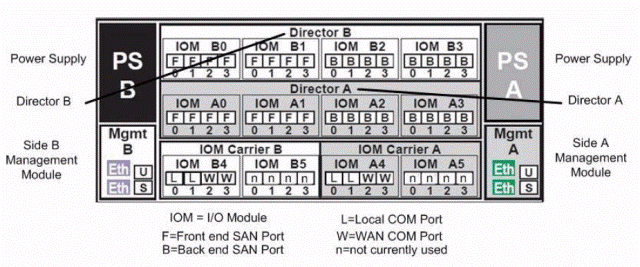 Director B
IOM B0 IOM B1 IOM B2 IOM B3
F F F F F F F F B B B B B B B B
0 1 2 3 0 1 2 3 0 1 2 3 0 1 2 3
Power Supply PS B PS A Power Supply
Director A
Director B Director A
IOM A0 IOM A1 IOM A2 IOM A3
F F F F F F F F B B B B B B B B
0 1 2 3 0 1 2 3 0 1 2 3 0 1 2 3
Side B Management Module
Mgmt B
Eth U
Eth S
IOM Carrier B IOM Carrier A
IOM B4 IOM B5 IOM A4 IOM A5
L L W W n n n n L L W W n n n n
0 1 2 3 0 1 2 3 0 1 2 3 0 1 2 3
Mgmt A
Eth U
Eth S
Side A Management Module
IOM = I/O Module L=Local COM Port
F=Front end SAN Port W=WAN COM Port
B=Back end SAN Port n=not currently used